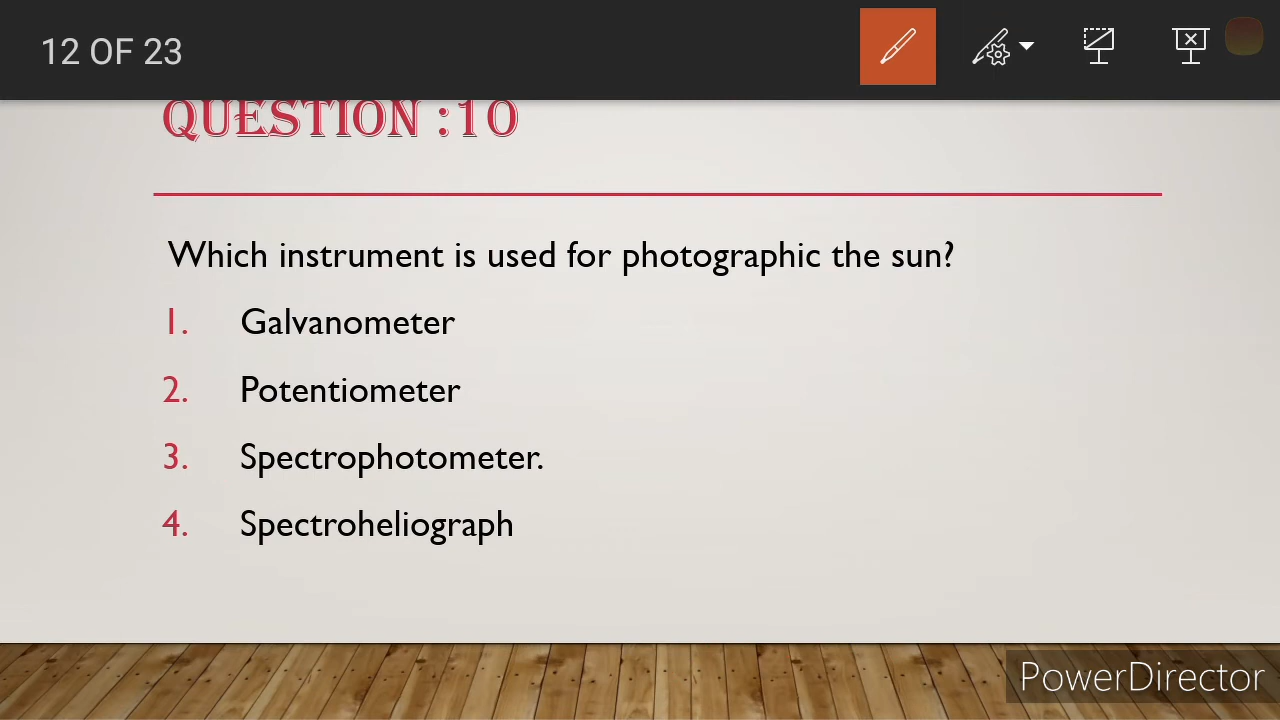 12 OF 23
QUESTION :10
Which instrument is used for photographic the sun?
1. Galvanometer
2. Potentiometer
3. Spectrophotometer.
4. Spectroheliograph
PowerDirector